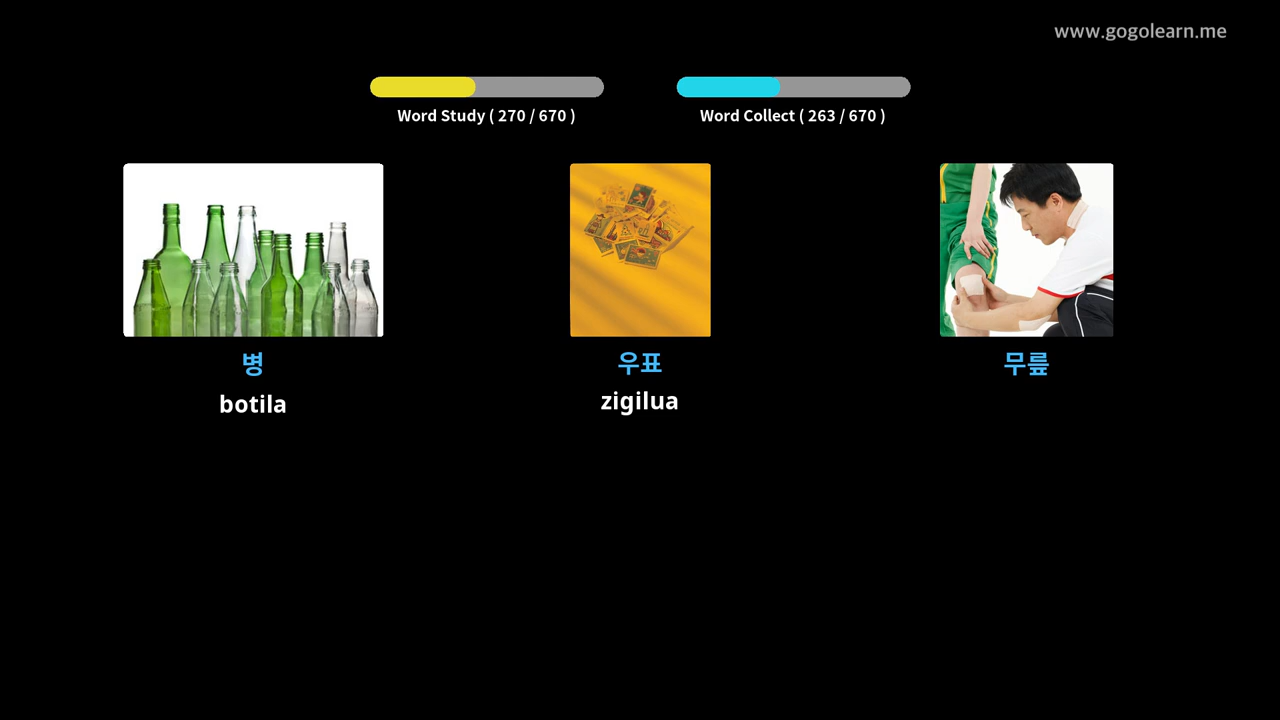 www.gogolearn.me
Word Study ( 270 / 670 )
Word Collect ( 263 / 670 )
병
우표
무릎
botila
zigilua